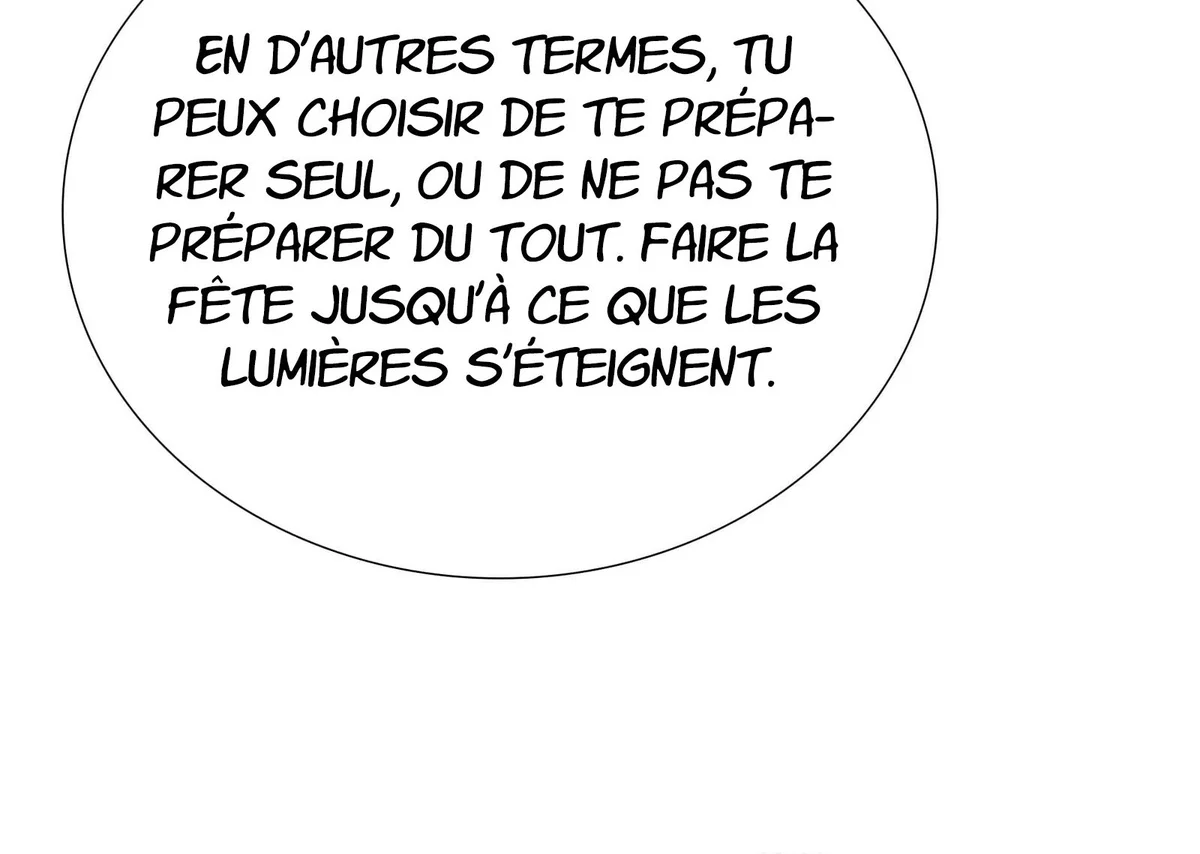 EN D'AUTRES TERMES, TU
PEUX CHOISIR DE TE PRÉPA-
RER SEUL, OU DE NE PAS TE
PRÉPARER DU TOUT. FAIRE LA
FÊTE JUSQU'À CE QUE LES
LUMIÈRES S'ÉTEIGNENT.